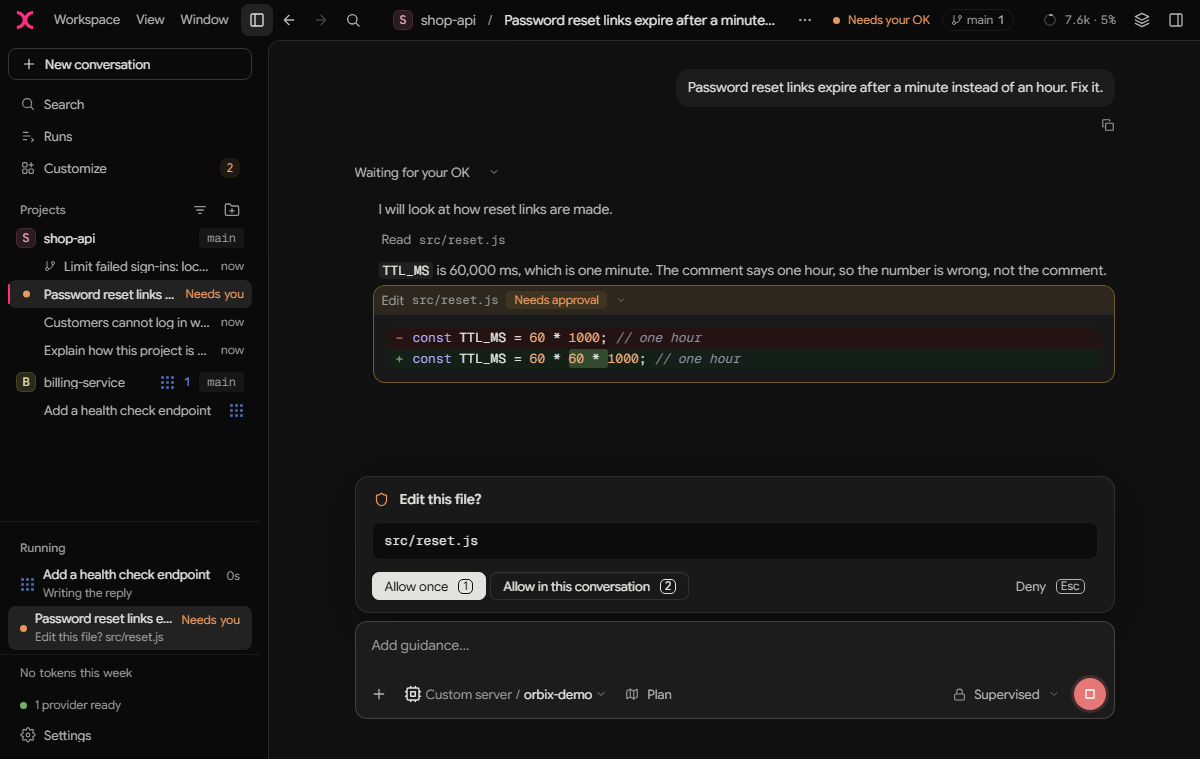 Workspace View Window
S shop-api / Password reset links expire after a minute... ··· Needs your OK main 1 7.6k · 5%
New conversation
Search
Runs
Customize 2
Projects
S shop-api main
Limit failed sign-ins: loc... now
Password reset links ... Needs you
Customers cannot log in w... now
Explain how this project is ... now
B billing-service 1 main
Add a health check endpoint
Running
Add a health check endpoint 0s
Writing the reply
Password reset links e... Needs you
Edit this file? src/reset.js
No tokens this week
1 provider ready
Settings
Password reset links expire after a minute instead of an hour. Fix it.
Waiting for your OK
I will look at how reset links are made.
Read src/reset.js
TTL_MS is 60,000 ms, which is one minute. The comment says one hour, so the number is wrong, not the comment.
Edit src/reset.js Needs approval
- const TTL_MS = 60 * 1000; // one hour
+ const TTL_MS = 60 * 60 * 1000; // one hour
Edit this file?
src/reset.js
Allow once 1 Allow in this conversation 2 Deny Esc
Add guidance...
+ Custom server / orbix-demo Plan Supervised